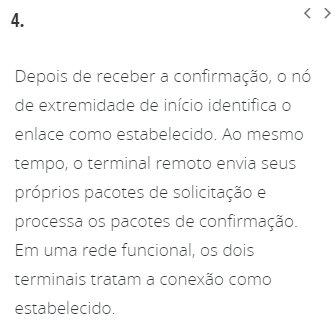 4.
Depois de receber a confirmação, o nó
de extremidade de início identifica o
enlace como estabelecido. Ao mesmo
tempo, o terminal remoto envia seus
próprios pacotes de solicitação e
processa os pacotes de confirmação.
Em uma rede funcional, os dois
terminais tratam a conexão como
estabelecido.